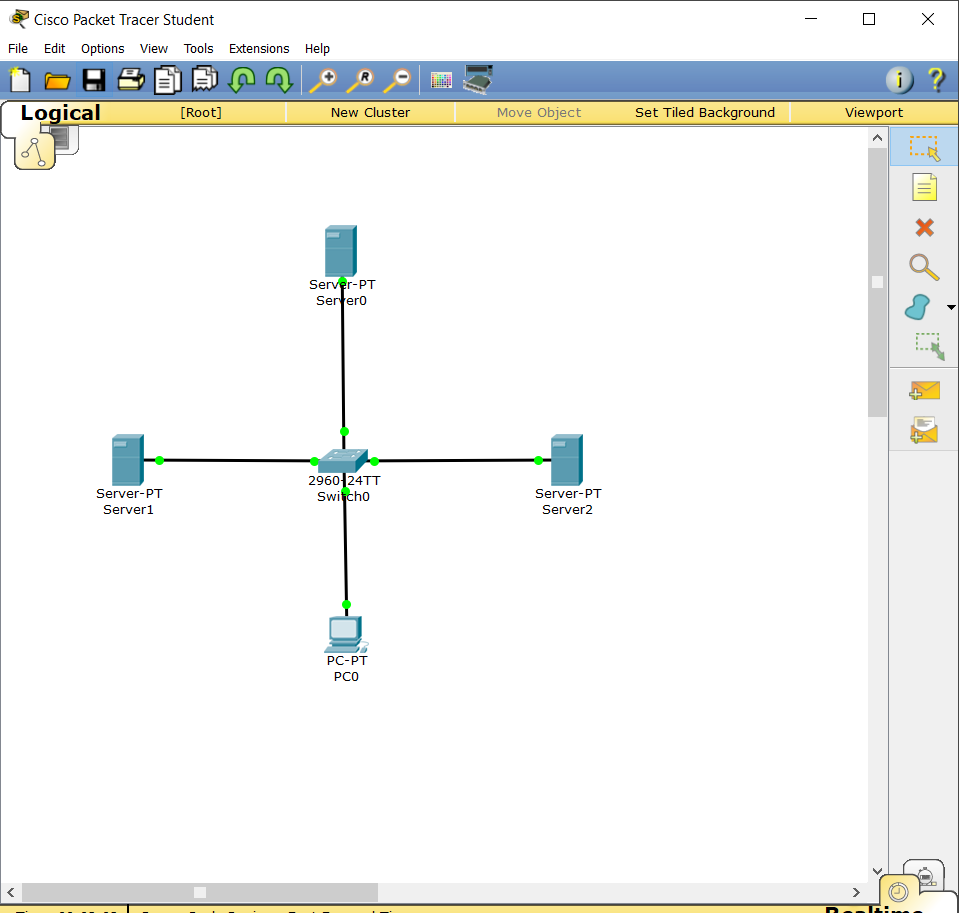 Cisco Packet Tracer Student
File Edit Options View Tools Extensions Help
Logical [Root] New Cluster Move Object Set Tiled Background Viewport
Server-PT
Server0
Server-PT
Server1
2960-24TT
Switch0
Server-PT
Server2
PC-PT
PC0
Realtime